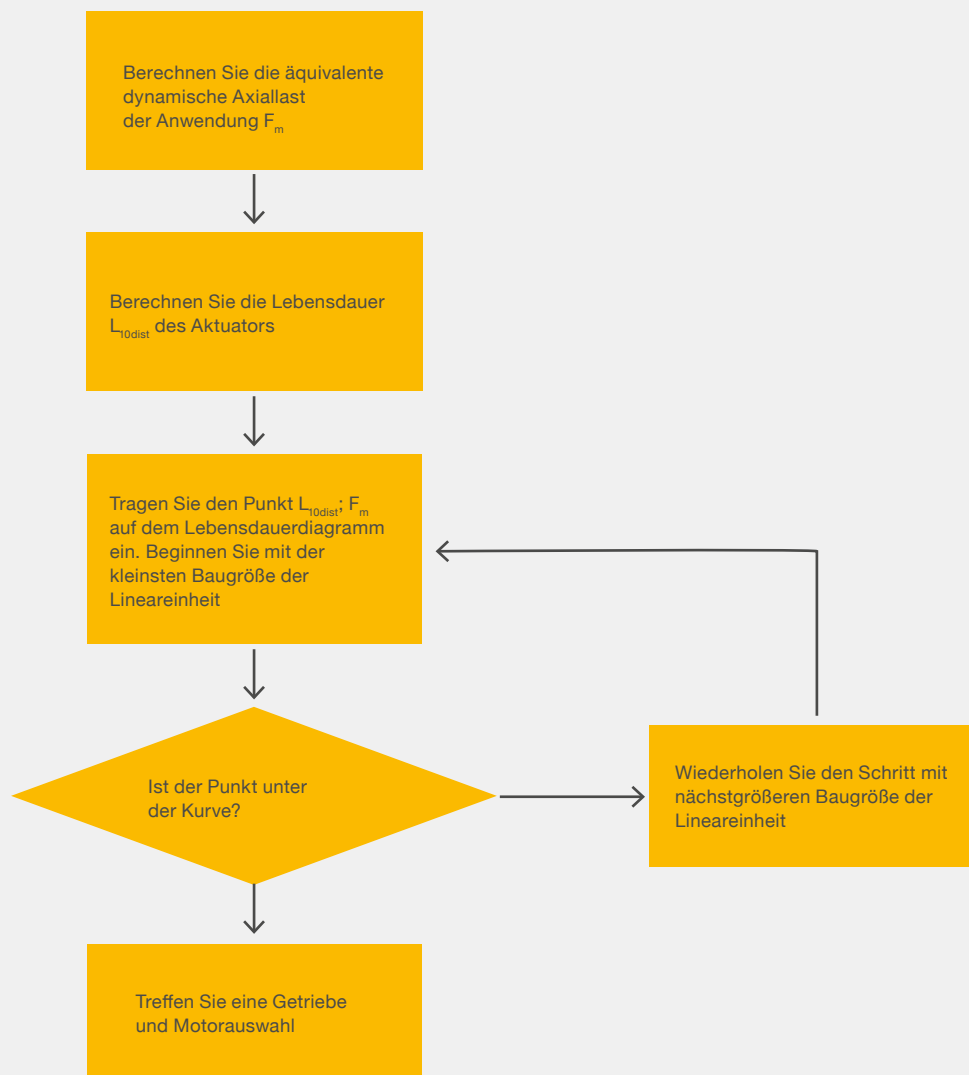 Berechnen Sie die äquivalente
dynamische Axiallast
der Anwendung Fm
Berechnen Sie die Lebensdauer
L10dist des Aktuators
Tragen Sie den Punkt L10dist; Fm
auf dem Lebensdauerdiagramm
ein. Beginnen Sie mit der
kleinsten Baugröße der
Lineareinheit
Ist der Punkt unter
der Kurve?
Wiederholen Sie den Schritt mit
nächstgrößeren Baugröße der
Lineareinheit
Treffen Sie eine Getriebe
und Motorauswahl